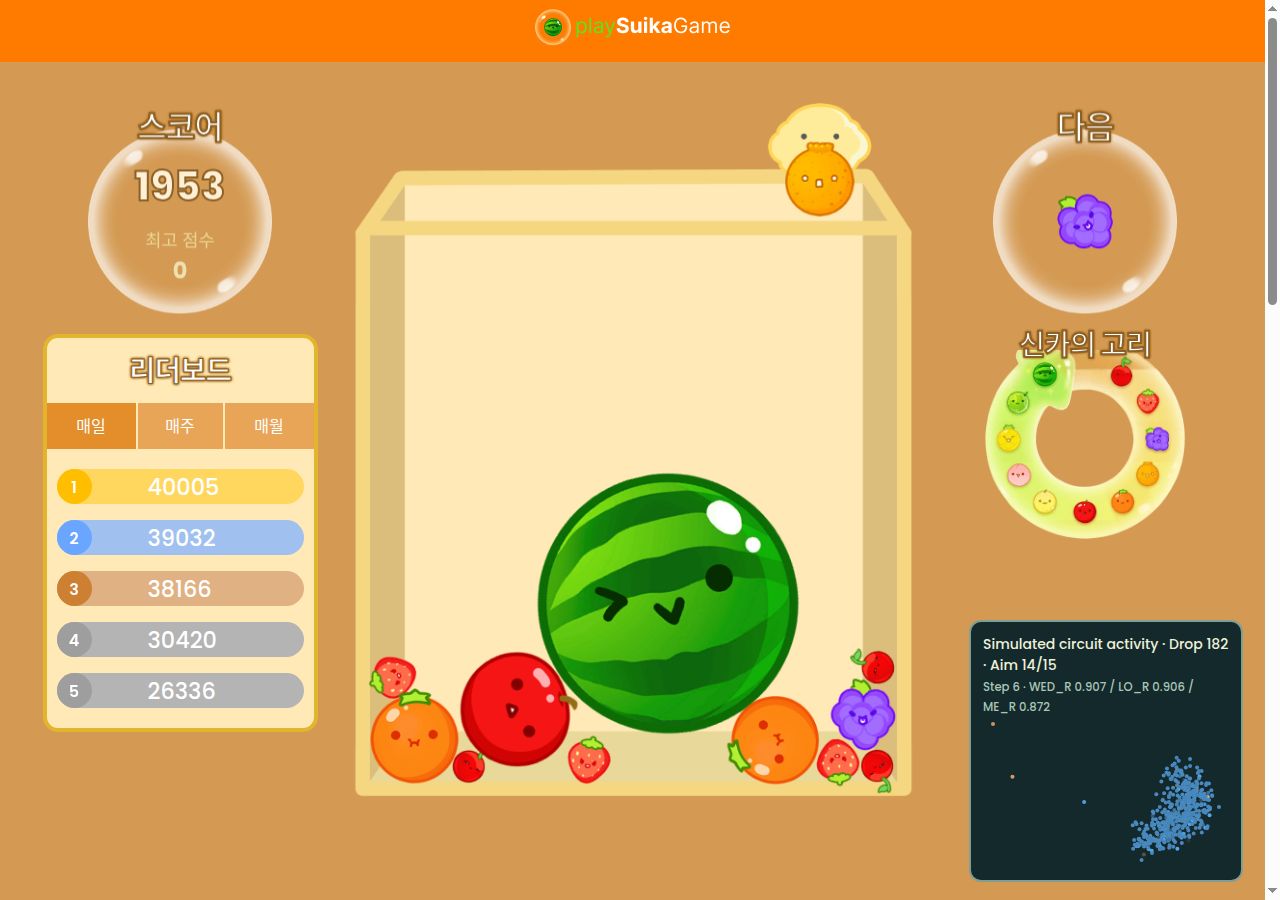 playSuikaGame
스코어
1953
최고 점수
0
리더보드
매일 매주 매월
1 40005
2 39032
3 38166
4 30420
5 26336
다음
신카의 고리
Simulated circuit activity · Drop 182
· Aim 14/15
Step 6 · WED_R 0.907 / LO_R 0.906 /
ME_R 0.872